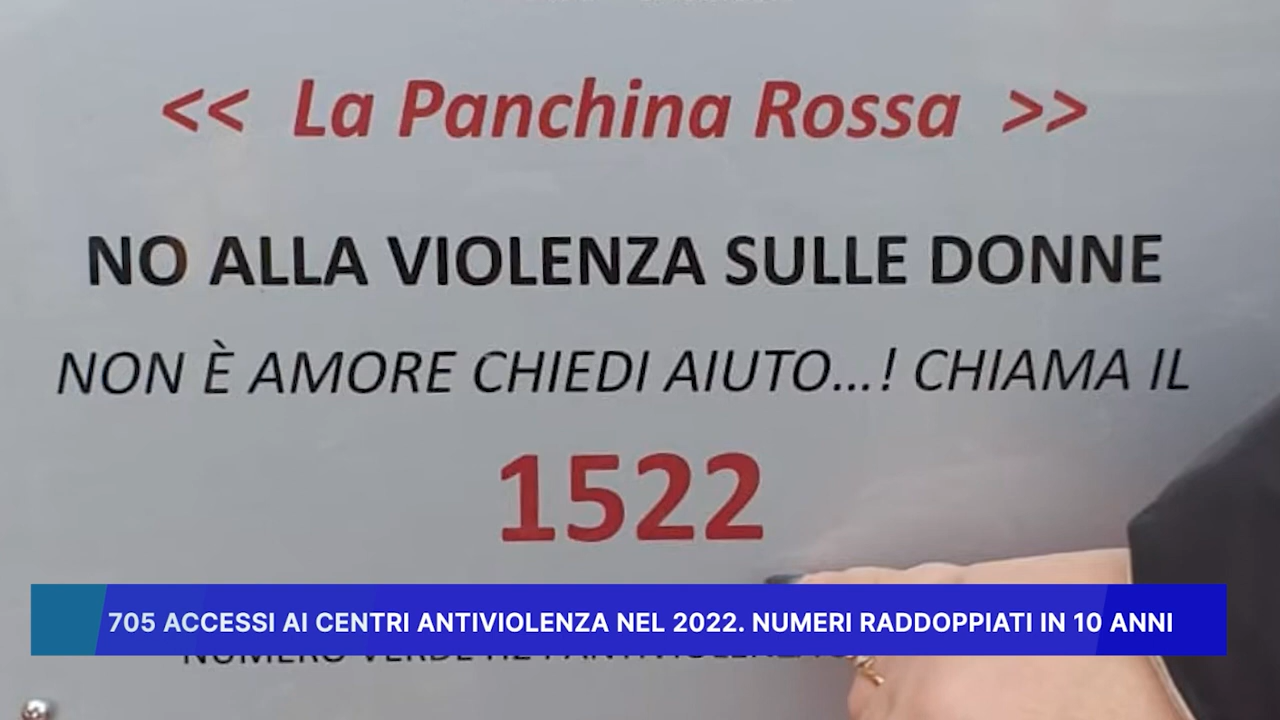 << La Panchina Rossa >>
NO ALLA VIOLENZA SULLE DONNE
NON È AMORE CHIEDI AIUTO...! CHIAMA IL
1522
705 ACCESSI AI CENTRI ANTIVIOLENZA NEL 2022. NUMERI RADDOPPIATI IN 10 ANNI